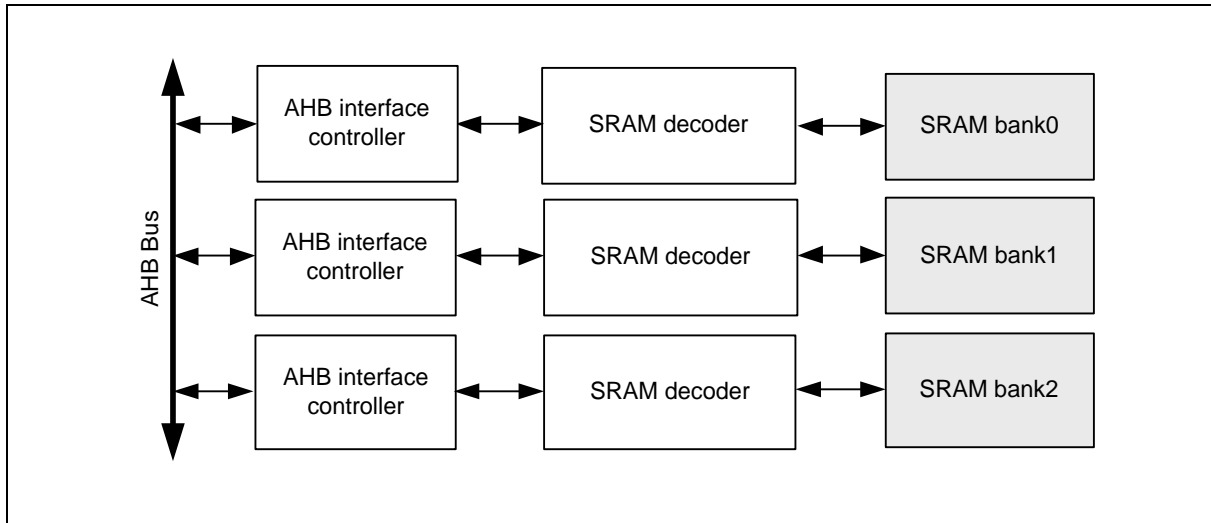 AHB Bus
AHB interface
controller
SRAM decoder
SRAM bank0
AHB interface
controller
SRAM decoder
SRAM bank1
AHB interface
controller
SRAM decoder
SRAM bank2